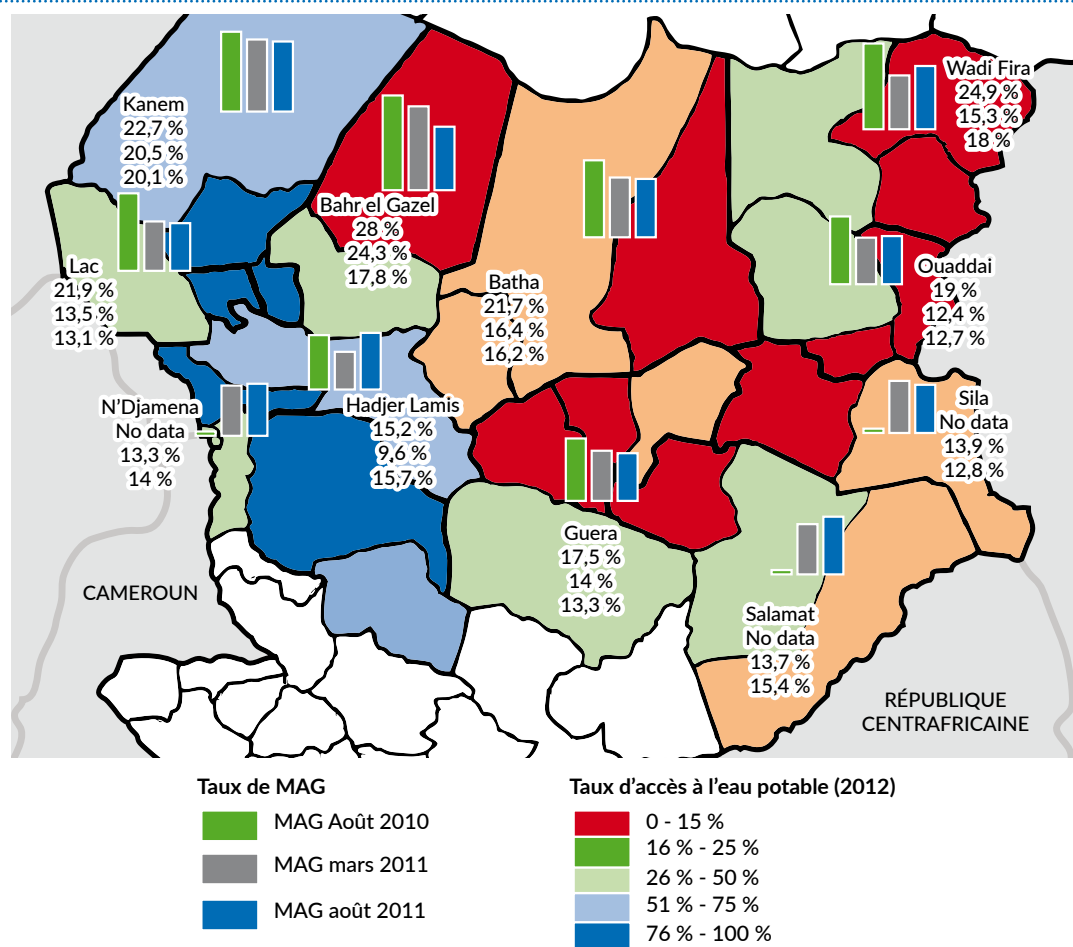 Wadi Fira
24,9 %
15,3 %
18 %
Kanem
22,7 %
20,5 %
20,1 %
Bahr el Gazel
28 %
24,3 %
17,8 %
Lac
21,9 %
13,5 %
13,1 %
Batha
21,7 %
16,4 %
16,2 %
Ouaddai
19 %
12,4 %
12,7 %
N'Djamena
No data
13,3 %
14 %
Hadjer Lamis
15,2 %
9,6 %
15,7 %
Sila
No data
13,9 %
12,8 %
Guera
17,5 %
14 %
13,3 %
Salamat
No data
13,7 %
15,4 %
CAMEROUN
RÉPUBLIQUE
CENTRAFRICAINE
Taux de MAG
MAG Août 2010
MAG mars 2011
MAG août 2011
Taux d'accès à l'eau potable (2012)
0 - 15 %
16 % - 25 %
26 % - 50 %
51 % - 75 %
76 % - 100 %